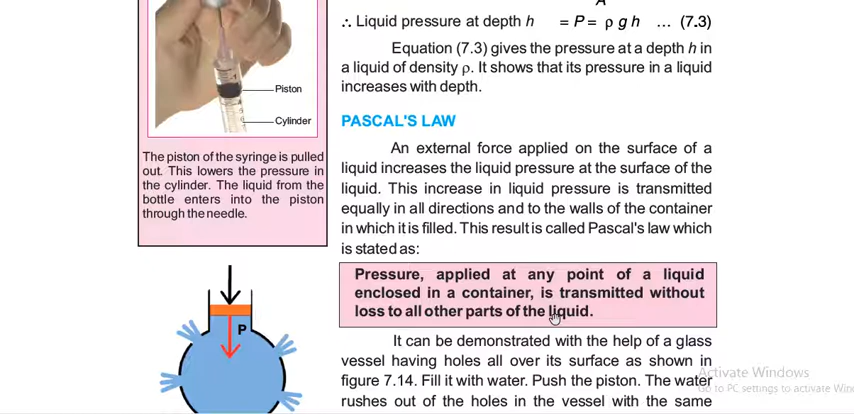 Piston
Cylinder
The piston of the syringe is pulled
out. This lowers the pressure in
the cylinder. The liquid from the
bottle enters into the piston
through the needle.
P
A
∴ Liquid pressure at depth h = P = ρ g h ... (7.3)
Equation (7.3) gives the pressure at a depth h in
a liquid of density ρ. It shows that its pressure in a liquid
increases with depth.
PASCAL'S LAW
An external force applied on the surface of a
liquid increases the liquid pressure at the surface of the
liquid. This increase in liquid pressure is transmitted
equally in all directions and to the walls of the container
in which it is filled. This result is called Pascal's law which
is stated as:
Pressure, applied at any point of a liquid
enclosed in a container, is transmitted without
loss to all other parts of the liquid.
It can be demonstrated with the help of a glass
vessel having holes all over its surface as shown in
figure 7.14. Fill it with water. Push the piston. The water
rushes out of the holes in the vessel with the same
Activate Windows
Go to PC settings to activate Win